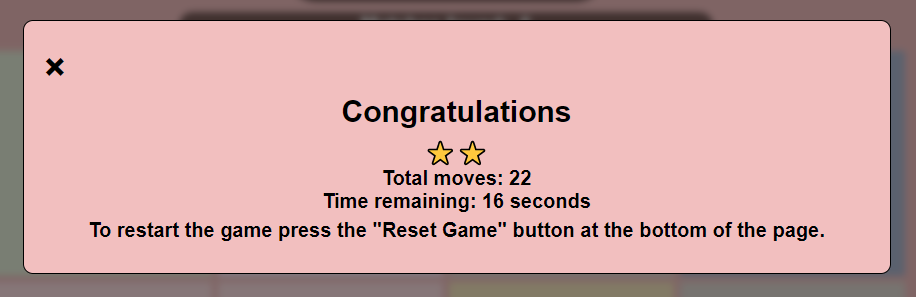 ×
Congratulations
Total moves: 22
Time remaining: 16 seconds
To restart the game press the "Reset Game" button at the bottom of the page.